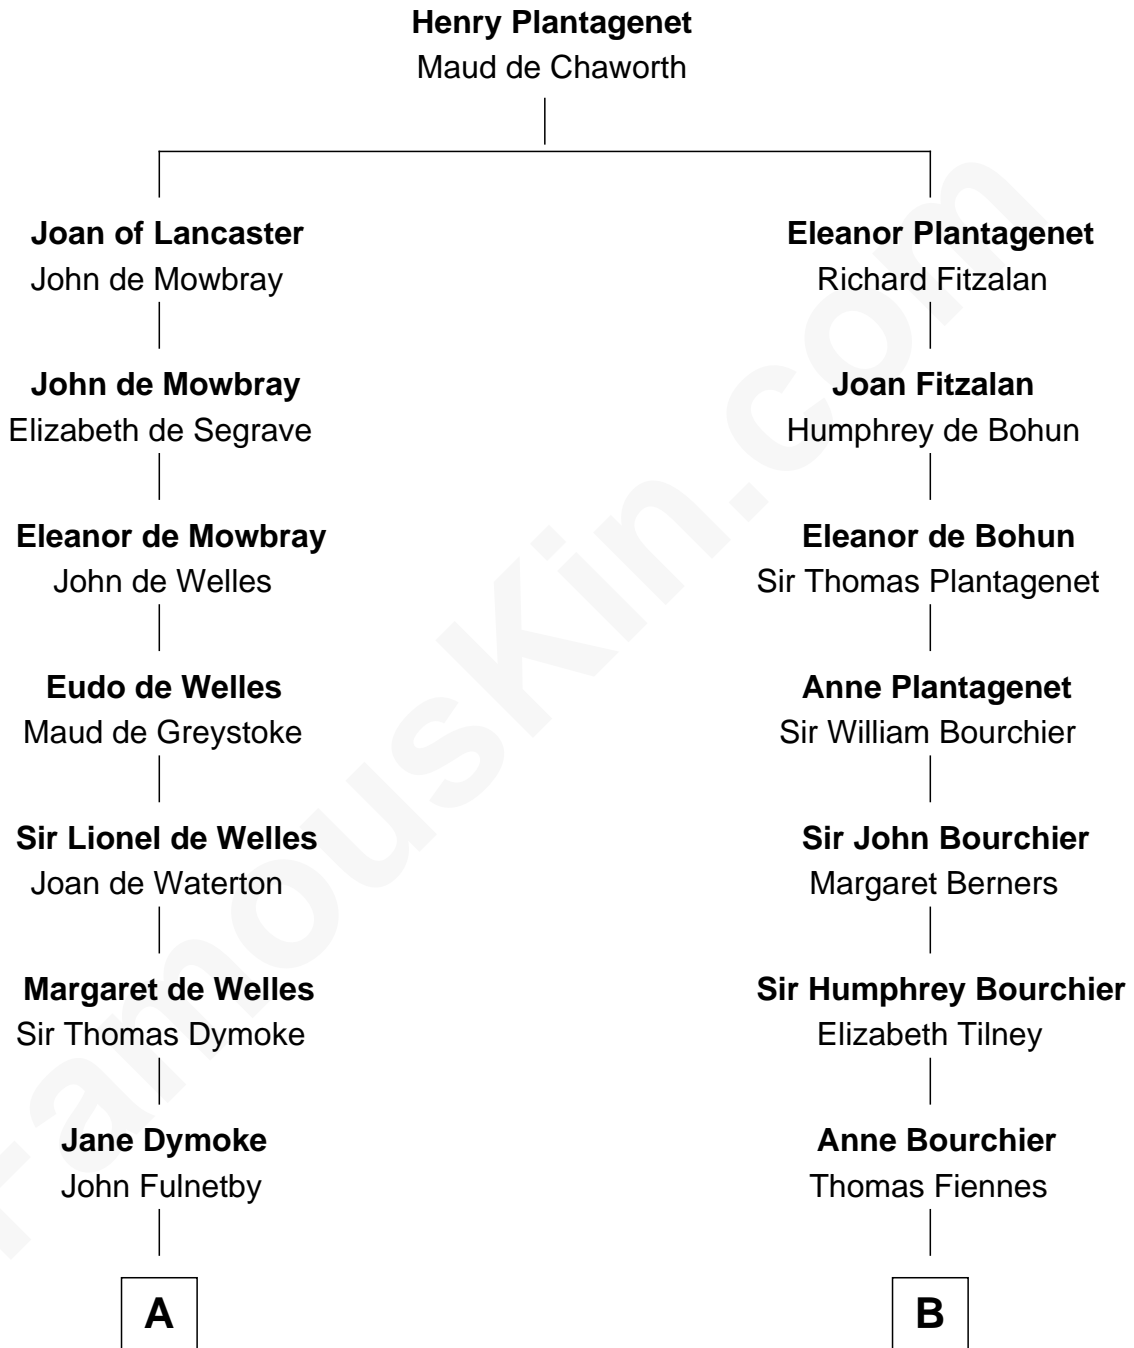 Henry Plantagenet
Maud de Chaworth
Joan of Lancaster
John de Mowbray
Eleanor Plantagenet
Richard Fitzalan
John de Mowbray
Elizabeth de Segrave
Joan Fitzalan
Humphrey de Bohun
Eleanor de Mowbray
John de Welles
Eleanor de Bohun
Sir Thomas Plantagenet
Eudo de Welles
Maud de Greystoke
Anne Plantagenet
Sir William Bourchier
Sir Lionel de Welles
Joan de Waterton
Sir John Bourchier
Margaret Berners
Margaret de Welles
Sir Thomas Dymoke
Sir Humphrey Bourchier
Elizabeth Tilney
Jane Dymoke
John Fulnetby
Anne Bourchier
Thomas Fiennes
A
B
FamousKin.com